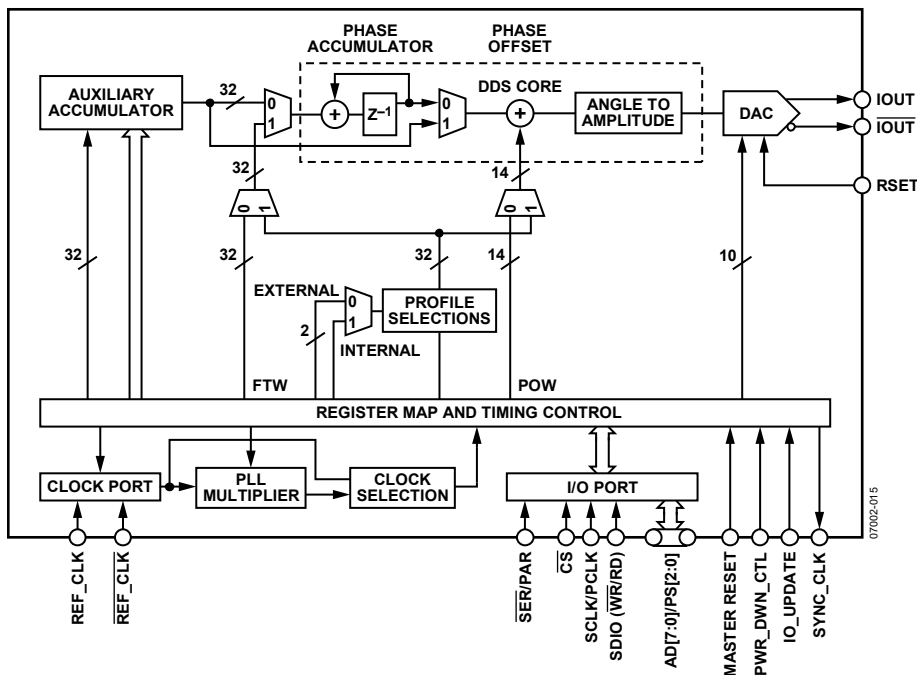 PHASE
ACCUMULATOR
PHASE
OFFSET
AUXILIARY
ACCUMULATOR
32
0
1
+
Z–1
0
1
DDS CORE
+
ANGLE TO
AMPLITUDE
DAC
IOUT
IOUT
RSET
32
14
0 1
0 1
32
32
32
14
10
EXTERNAL
0
1
PROFILE
SELECTIONS
2
INTERNAL
FTW
POW
REGISTER MAP AND TIMING CONTROL
CLOCK PORT
PLL
MULTIPLIER
CLOCK
SELECTION
I/O PORT
REF_CLK
REF_CLK
SER/PAR
CS
SCLK/PCLK
SDIO (WR/RD)
AD[7:0]/PS[2:0]
MASTER RESET
PWR_DWN_CTL
IO_UPDATE
SYNC_CLK
07002-015